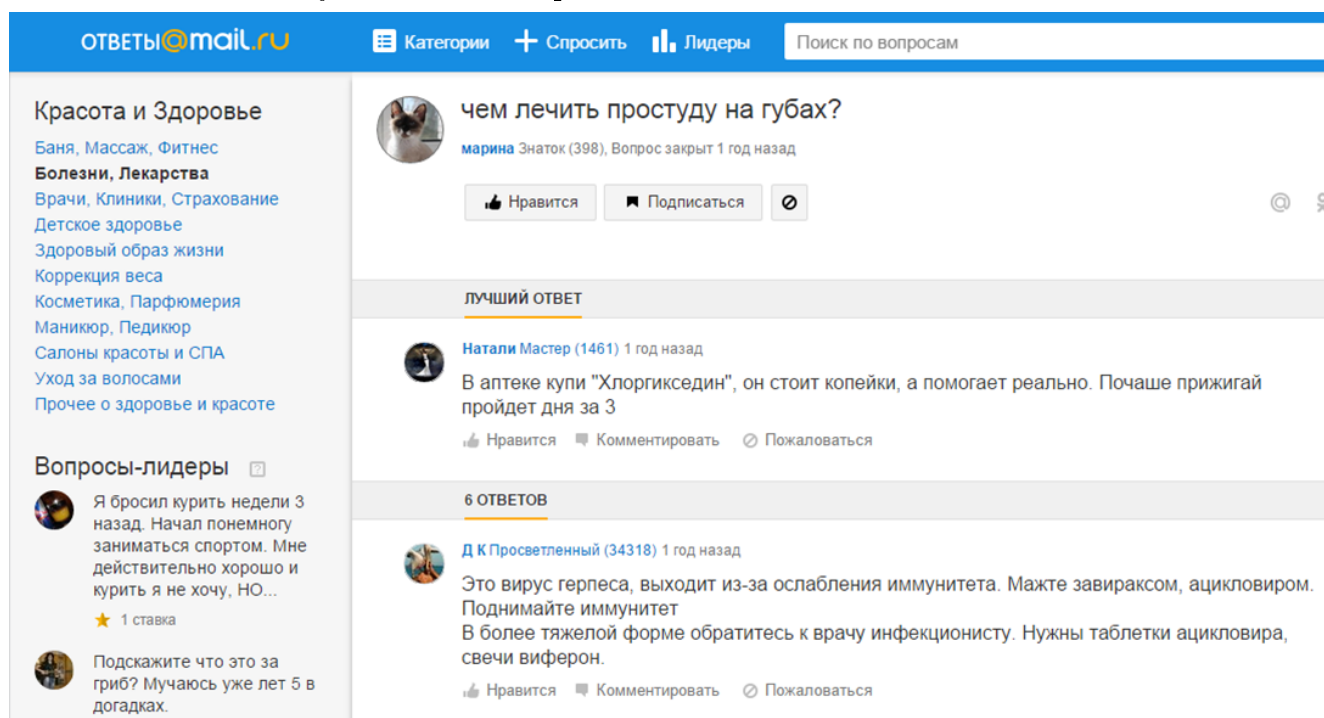 ответы@mail.ru
Категории
Спросить
Лидеры
Поиск по вопросам
Красота и Здоровье
Баня, Массаж, Фитнес
Болезни, Лекарства
Врачи, Клиники, Страхование
Детское здоровье
Здоровый образ жизни
Коррекция веса
Косметика, Парфюмерия
Маникюр, Педикюр
Салоны красоты и СПА
Уход за волосами
Прочее о здоровье и красоте
Вопросы-лидеры ?
Я бросил курить недели 3
назад. Начал понемногу
заниматься спортом. Мне
действительно хорошо и
курить я не хочу, НО...
1 ставка
Подскажите что это за
гриб? Мучаюсь уже лет 5 в
догадках.
чем лечить простуду на губах?
марина Знаток (398), Вопрос закрыт 1 год назад
Нравится
Подписаться
@
ЛУЧШИЙ ОТВЕТ
Натали Мастер (1461) 1 год назад
В аптеке купи "Хлоргикседин", он стоит копейки, а помогает реально. Почаше прижигай
пройдет дня за 3
Нравится Комментировать Пожаловаться
6 ОТВЕТОВ
Д К Просветленный (34318) 1 год назад
Это вирус герпеса, выходит из-за ослабления иммунитета. Мажте завираксом, ацикловиром.
Поднимайте иммунитет
В более тяжелой форме обратитесь к врачу инфекционисту. Нужны таблетки ацикловира,
свечи виферон.
Нравится Комментировать Пожаловаться